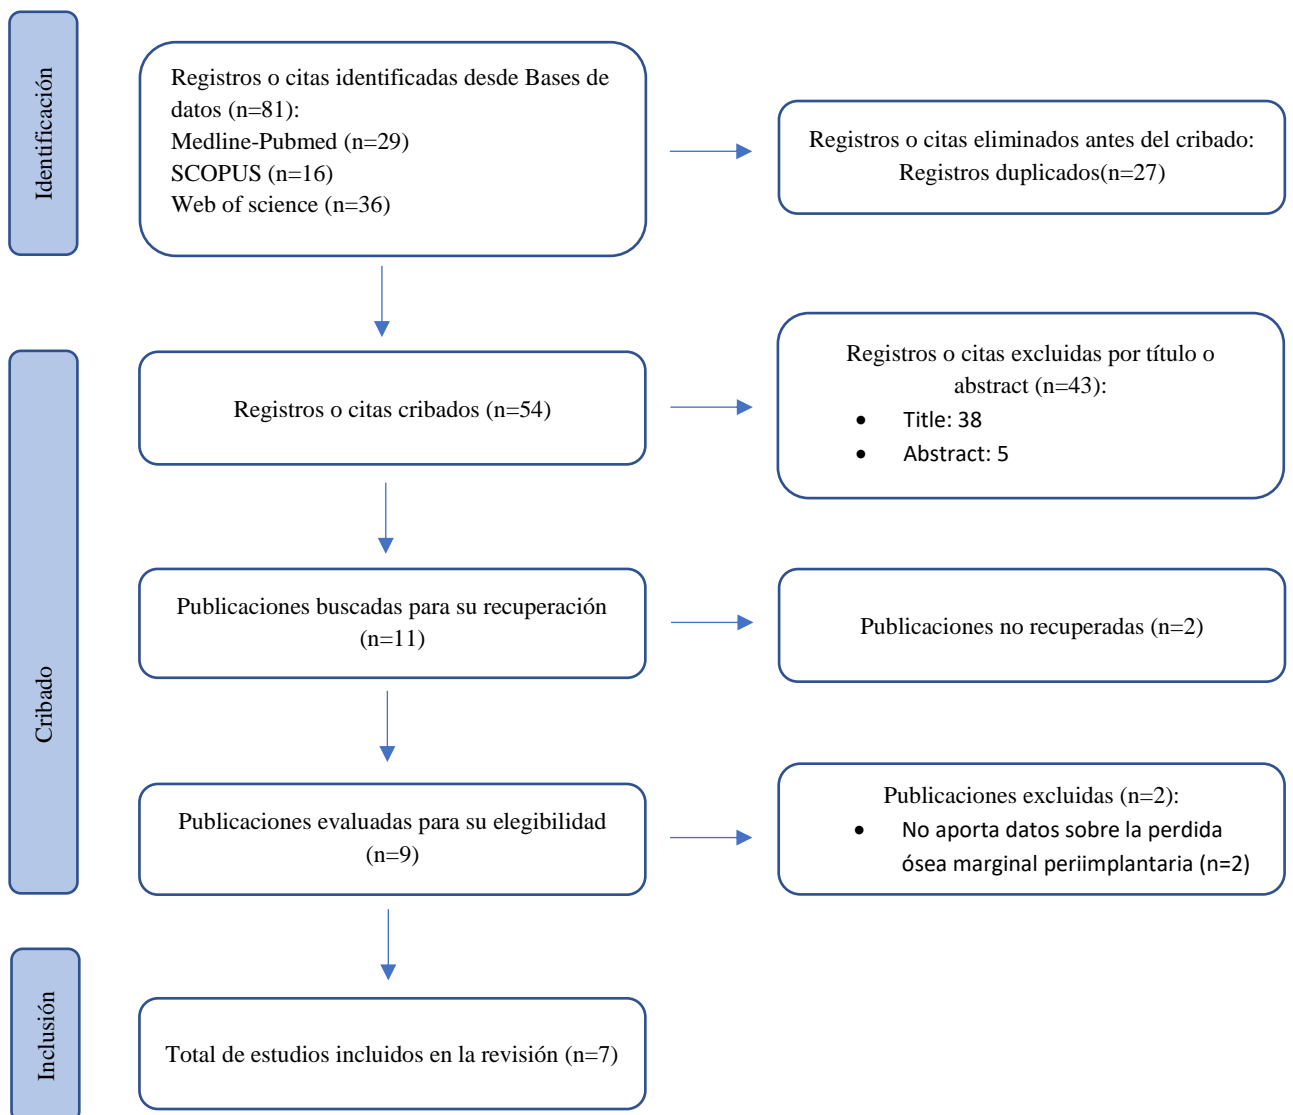 Identificación
Registros o citas identificadas desde Bases de
datos (n=81):
Medline-Pubmed (n=29)
SCOPUS (n=16)
Web of science (n=36)
Registros o citas eliminados antes del cribado:
Registros duplicados(n=27)
Cribado
Registros o citas cribados (n=54)
Registros o citas excluidas por título o
abstract (n=43):
• Title: 38
• Abstract: 5
Publicaciones buscadas para su recuperación
(n=11)
Publicaciones no recuperadas (n=2)
Publicaciones evaluadas para su elegibilidad
(n=9)
Publicaciones excluidas (n=2):
• No aporta datos sobre la perdida
ósea marginal periimplantaria (n=2)
Inclusión
Total de estudios incluidos en la revisión (n=7)